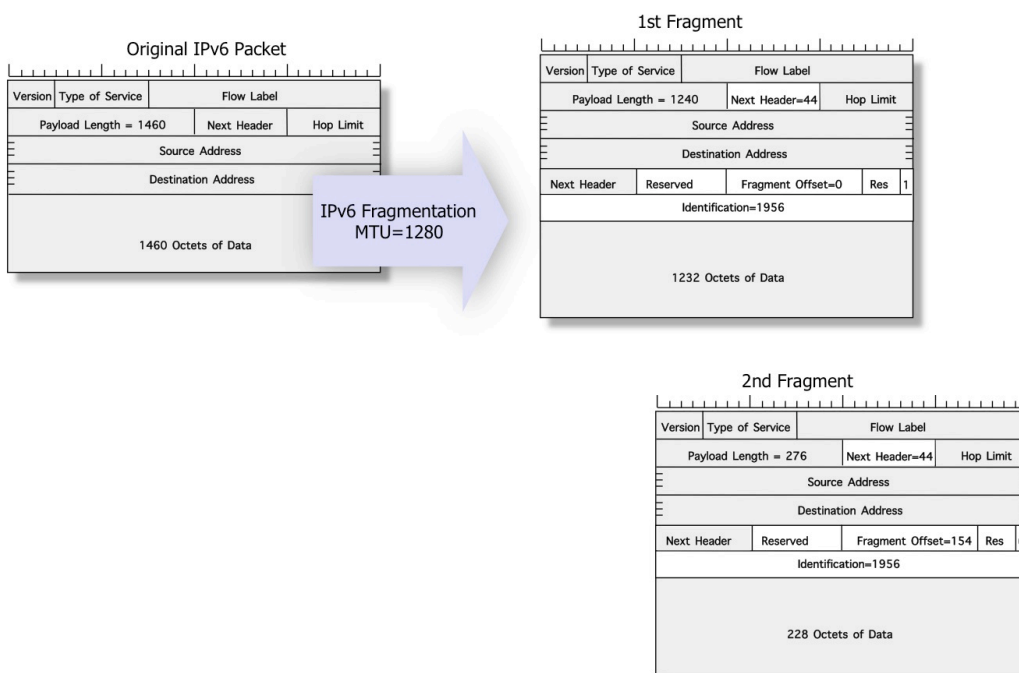 Original IPv6 Packet
Version Type of Service Flow Label
Payload Length = 1460 Next Header Hop Limit
Source Address
Destination Address
1460 Octets of Data
IPv6 Fragmentation
MTU=1280
1st Fragment
Version Type of Service Flow Label
Payload Length = 1240 Next Header=44 Hop Limit
Source Address
Destination Address
Next Header Reserved Fragment Offset=0 Res 1
Identification=1956
1232 Octets of Data
2nd Fragment
Version Type of Service Flow Label
Payload Length = 276 Next Header=44 Hop Limit
Source Address
Destination Address
Next Header Reserved Fragment Offset=154 Res
Identification=1956
228 Octets of Data